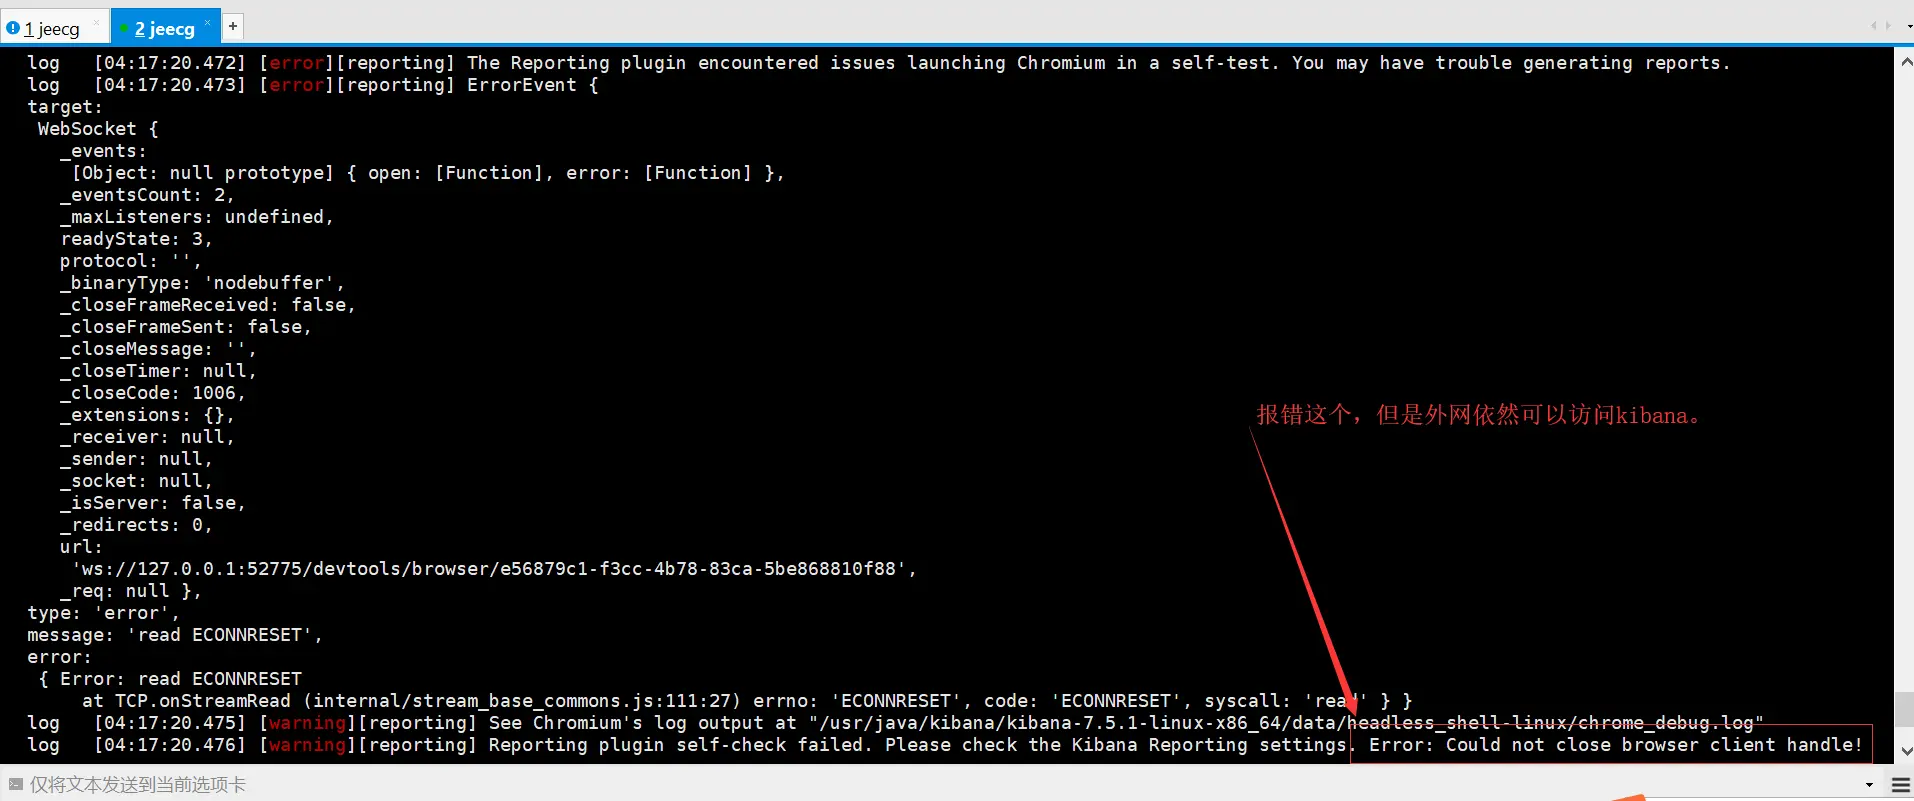 1 jeecg
2 jeecg
+
log [04:17:20.472] [error][reporting] The Reporting plugin encountered issues launching Chromium in a self-test. You may have trouble generating reports.
log [04:17:20.473] [error][reporting] ErrorEvent {
target:
WebSocket {
_events:
[Object: null prototype] { open: [Function], error: [Function] },
_eventsCount: 2,
_maxListeners: undefined,
readyState: 3,
protocol: '',
_binaryType: 'nodebuffer',
_closeFrameReceived: false,
_closeFrameSent: false,
_closeMessage: '',
_closeTimer: null,
_closeCode: 1006,
_extensions: {},
_receiver: null,
_sender: null,
_socket: null,
_isServer: false,
_redirects: 0,
url:
'ws://127.0.0.1:52775/devtools/browser/e56879c1-f3cc-4b78-83ca-5be868810f88',
_req: null },
type: 'error',
message: 'read ECONNRESET',
error:
{ Error: read ECONNRESET
at TCP.onStreamRead (internal/stream_base_commons.js:111:27) errno: 'ECONNRESET', code: 'ECONNRESET', syscall: 'read' } }
log [04:17:20.475] [warning][reporting] See Chromium's log output at "/usr/java/kibana/kibana-7.5.1-linux-x86_64/data/headless_shell-linux/chrome_debug.log"
log [04:17:20.476] [warning][reporting] Reporting plugin self-check failed. Please check the Kibana Reporting settings. Error: Could not close browser client handle!
报错这个，但是外网依然可以访问kibana。
仅将文本发送到当前选项卡